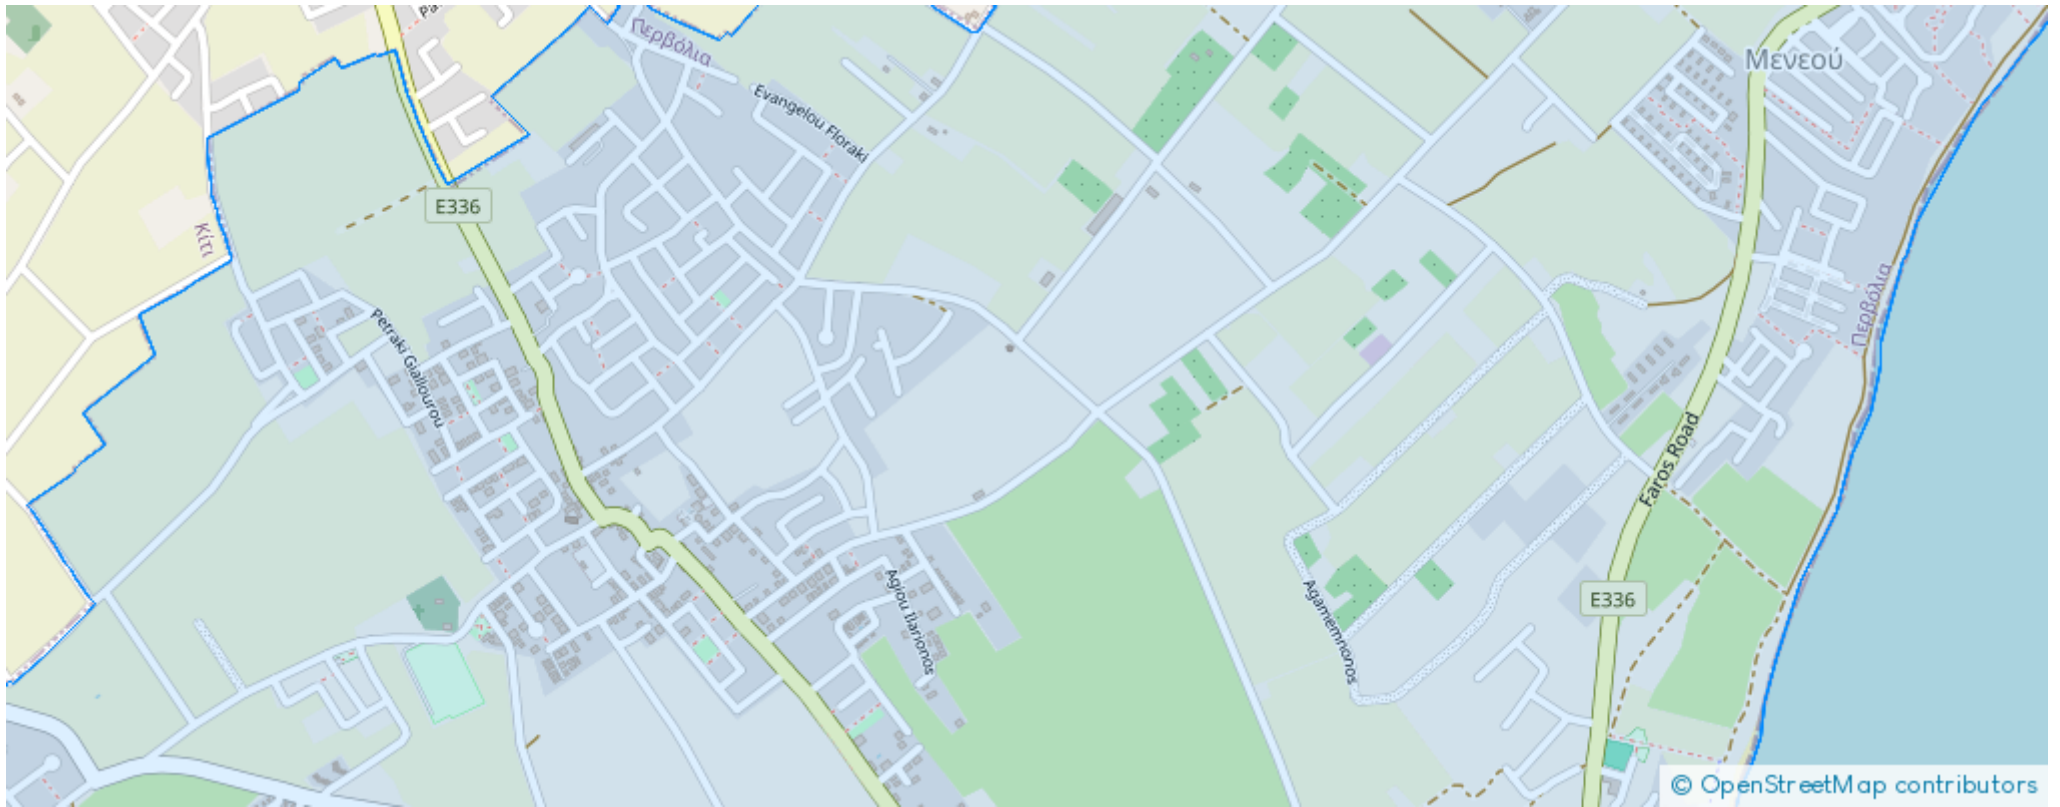 Περβόλια
Μενεού
Evangelou Floraki
E336
Κίτι
Περβόλια
Petraki Giallourou
Faros Road
Agiou Ilarionos
Agamemnonos
E336
© OpenStreetMap contributors